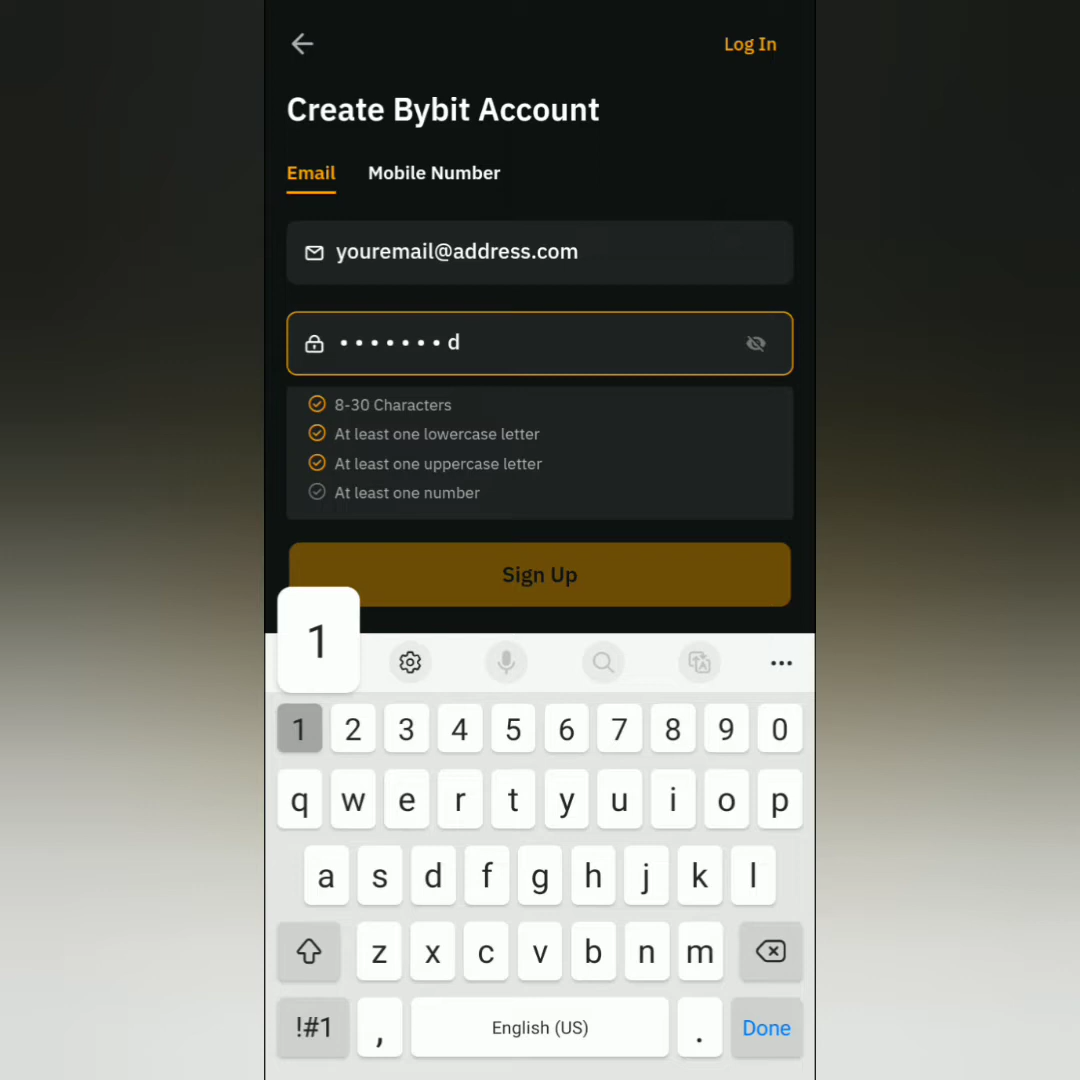 Log In
Create Bybit Account
Email Mobile Number
youremail@address.com
•••••••d
8-30 Characters
At least one lowercase letter
At least one uppercase letter
At least one number
Sign Up
1
1 2 3 4 5 6 7 8 9 0
q w e r t y u i o p
a s d f g h j k l
z x c v b n m
!#1 , English (US) . Done